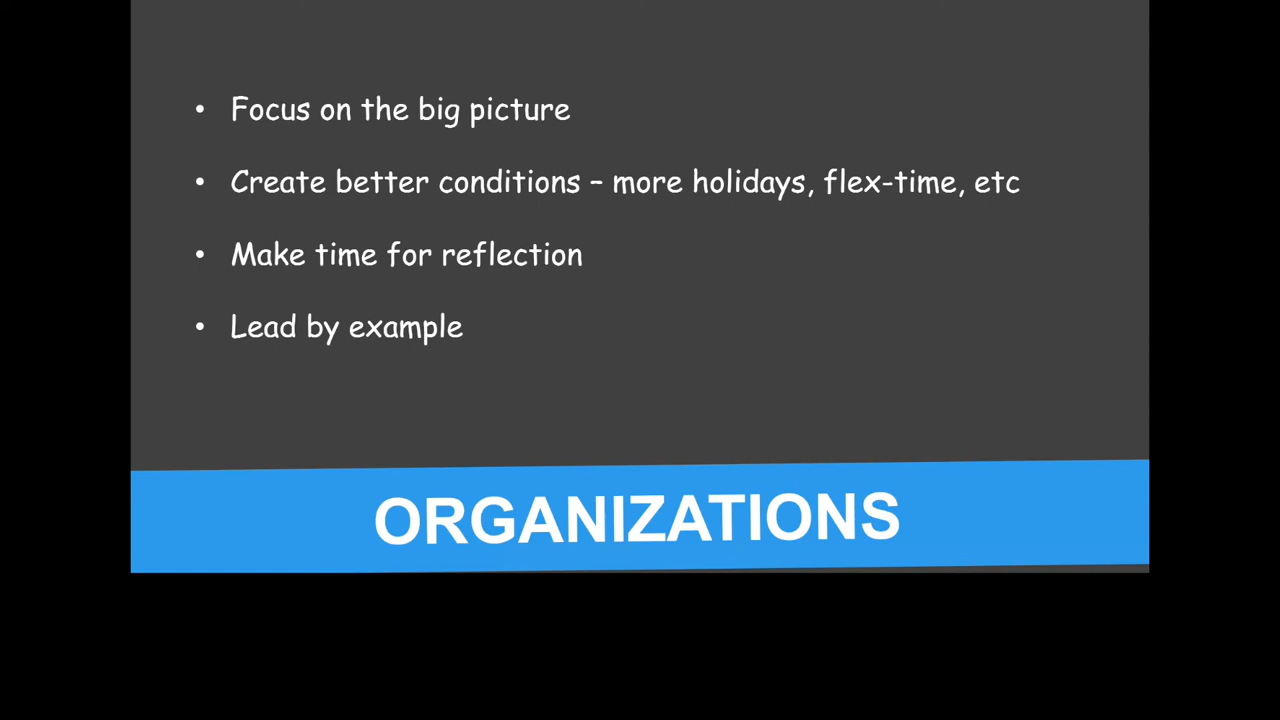 • Focus on the big picture
• Create better conditions – more holidays, flex-time, etc
• Make time for reflection
• Lead by example
ORGANIZATIONS